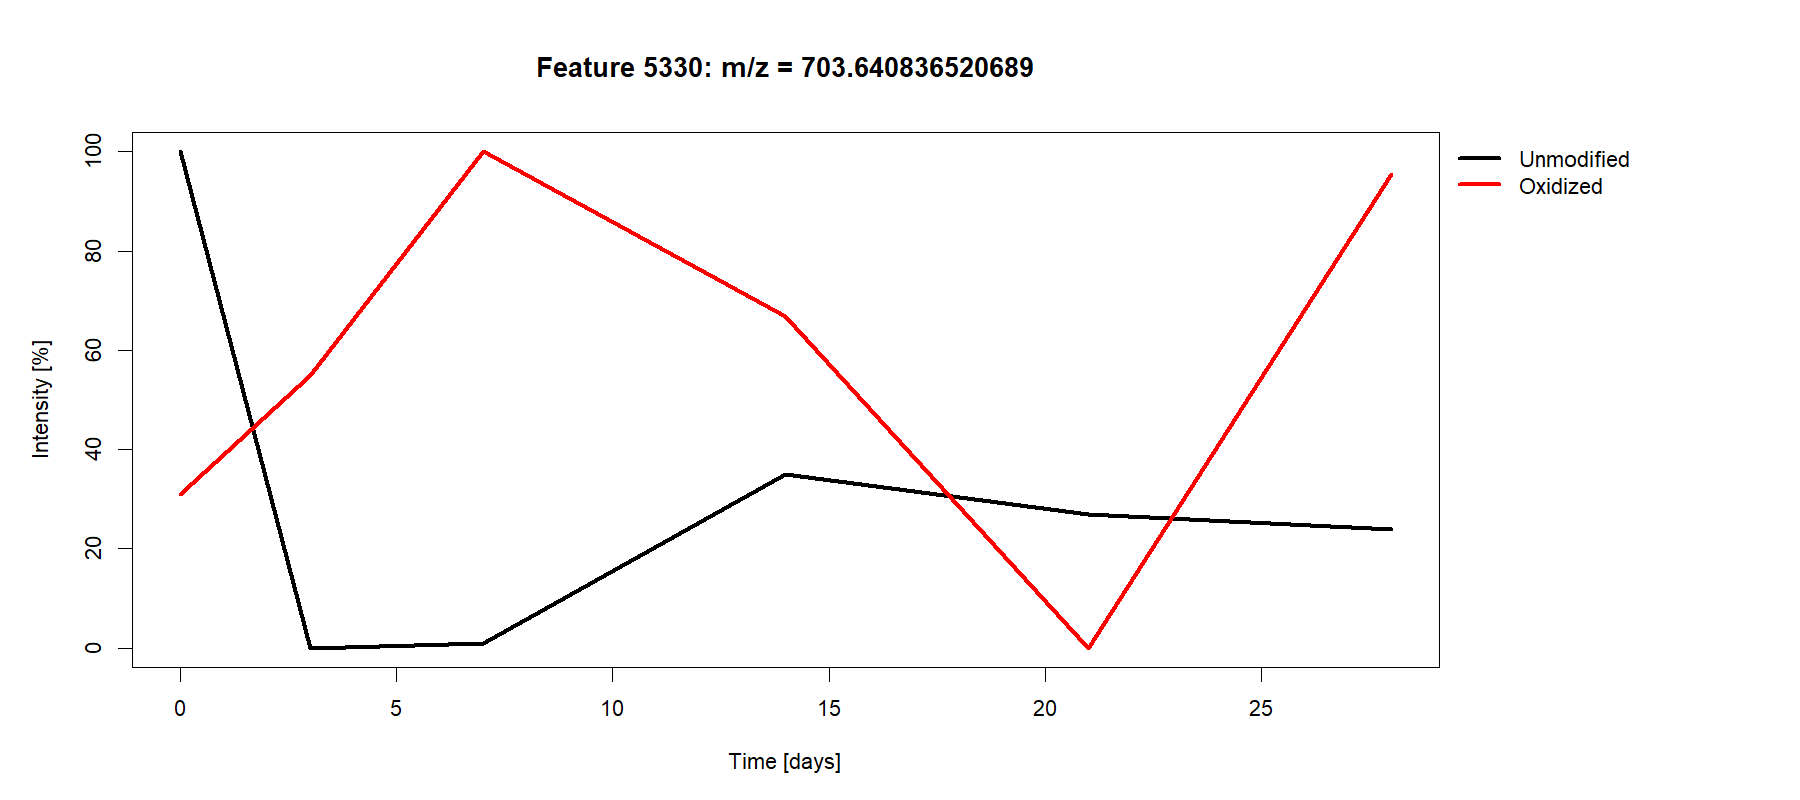 Feature 5330: m/z = 703.640836520689
Unmodified
Oxidized
Intensity [%]
100
80
60
40
20
0
0 5 10 15 20 25
Time [days]